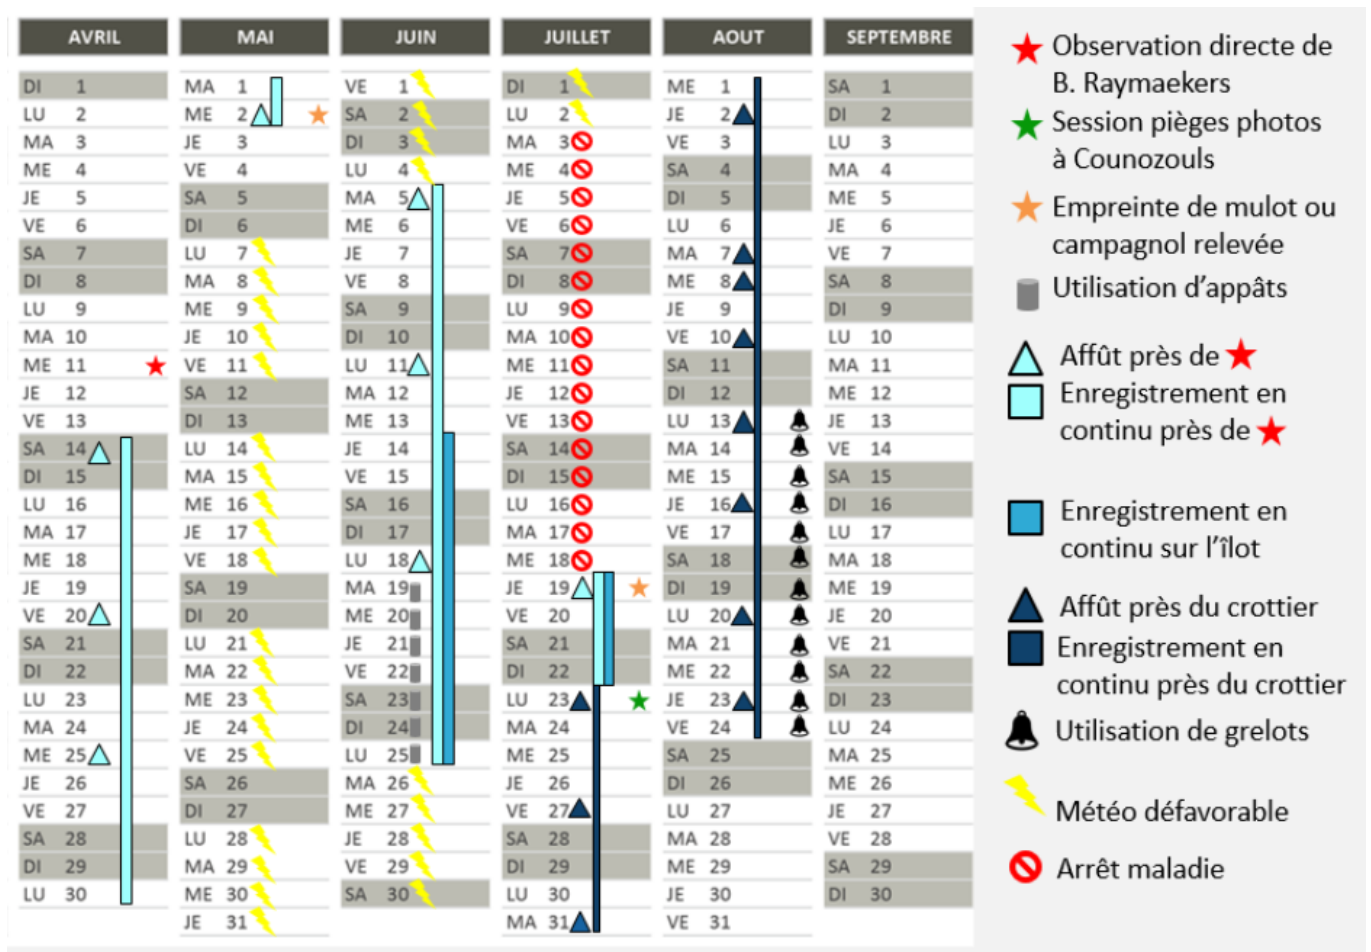 AVRIL
DI 1
LU 2
MA 3
ME 4
JE 5
VE 6
SA 7
DI 8
LU 9
MA 10
ME 11
JE 12
VE 13
SA 14
DI 15
LU 16
MA 17
ME 18
JE 19
VE 20
SA 21
DI 22
LU 23
MA 24
ME 25
JE 26
VE 27
SA 28
DI 29
LU 30
MAI
MA 1
ME 2
JE 3
VE 4
SA 5
DI 6
LU 7
MA 8
ME 9
JE 10
VE 11
SA 12
DI 13
LU 14
MA 15
ME 16
JE 17
VE 18
SA 19
DI 20
LU 21
MA 22
ME 23
JE 24
VE 25
SA 26
DI 27
LU 28
MA 29
ME 30
JE 31
JUIN
VE 1
SA 2
DI 3
LU 4
MA 5
ME 6
JE 7
VE 8
SA 9
DI 10
LU 11
MA 12
ME 13
JE 14
VE 15
SA 16
DI 17
LU 18
MA 19
ME 20
JE 21
VE 22
SA 23
DI 24
LU 25
MA 26
ME 27
JE 28
VE 29
SA 30
JUILLET
DI 1
LU 2
MA 3
ME 4
JE 5
VE 6
SA 7
DI 8
LU 9
MA 10
ME 11
JE 12
VE 13
SA 14
DI 15
LU 16
MA 17
ME 18
JE 19
VE 20
SA 21
DI 22
LU 23
MA 24
ME 25
JE 26
VE 27
SA 28
DI 29
LU 30
MA 31
AOUT
ME 1
JE 2
VE 3
SA 4
DI 5
LU 6
MA 7
ME 8
JE 9
VE 10
SA 11
DI 12
LU 13
MA 14
ME 15
JE 16
VE 17
SA 18
DI 19
LU 20
MA 21
ME 22
JE 23
VE 24
SA 25
DI 26
LU 27
MA 28
ME 29
JE 30
VE 31
SEPTEMBRE
SA 1
DI 2
LU 3
MA 4
ME 5
JE 6
VE 7
SA 8
DI 9
LU 10
MA 11
ME 12
JE 13
VE 14
SA 15
DI 16
LU 17
MA 18
ME 19
JE 20
VE 21
SA 22
DI 23
LU 24
MA 25
ME 26
JE 27
VE 28
SA 29
DI 30
Observation directe de
B. Raymaekers
Session pièges photos
à Counozouls
Empreinte de mulot ou
campagnol relevée
Utilisation d'appâts
Affût près de
Enregistrement en
continu près de
Enregistrement en
continu sur l'îlot
Affût près du crottier
Enregistrement en
continu près du crottier
Utilisation de grelots
Météo défavorable
Arrêt maladie